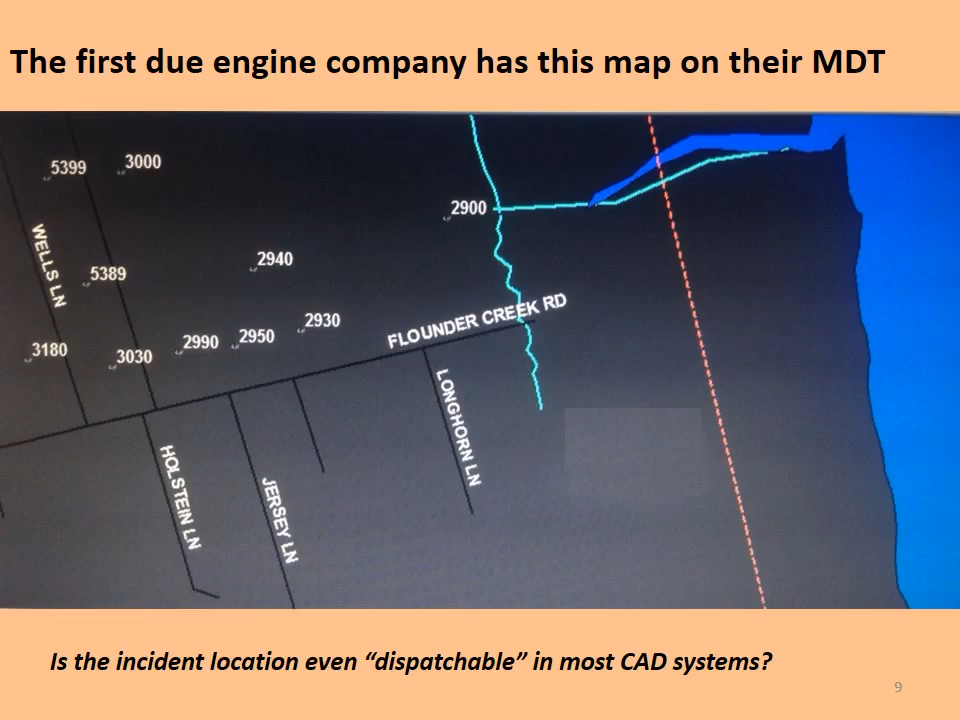 The first due engine company has this map on their MDT
5399
3000
2900
WELLS LN
2940
5389
2930
FLOUNDER CREEK RD
2950
2990
3180
3030
LONGHORN LN
HOLSTEIN LN
JERSEY LN
Is the incident location even “dispatchable” in most CAD systems?
9